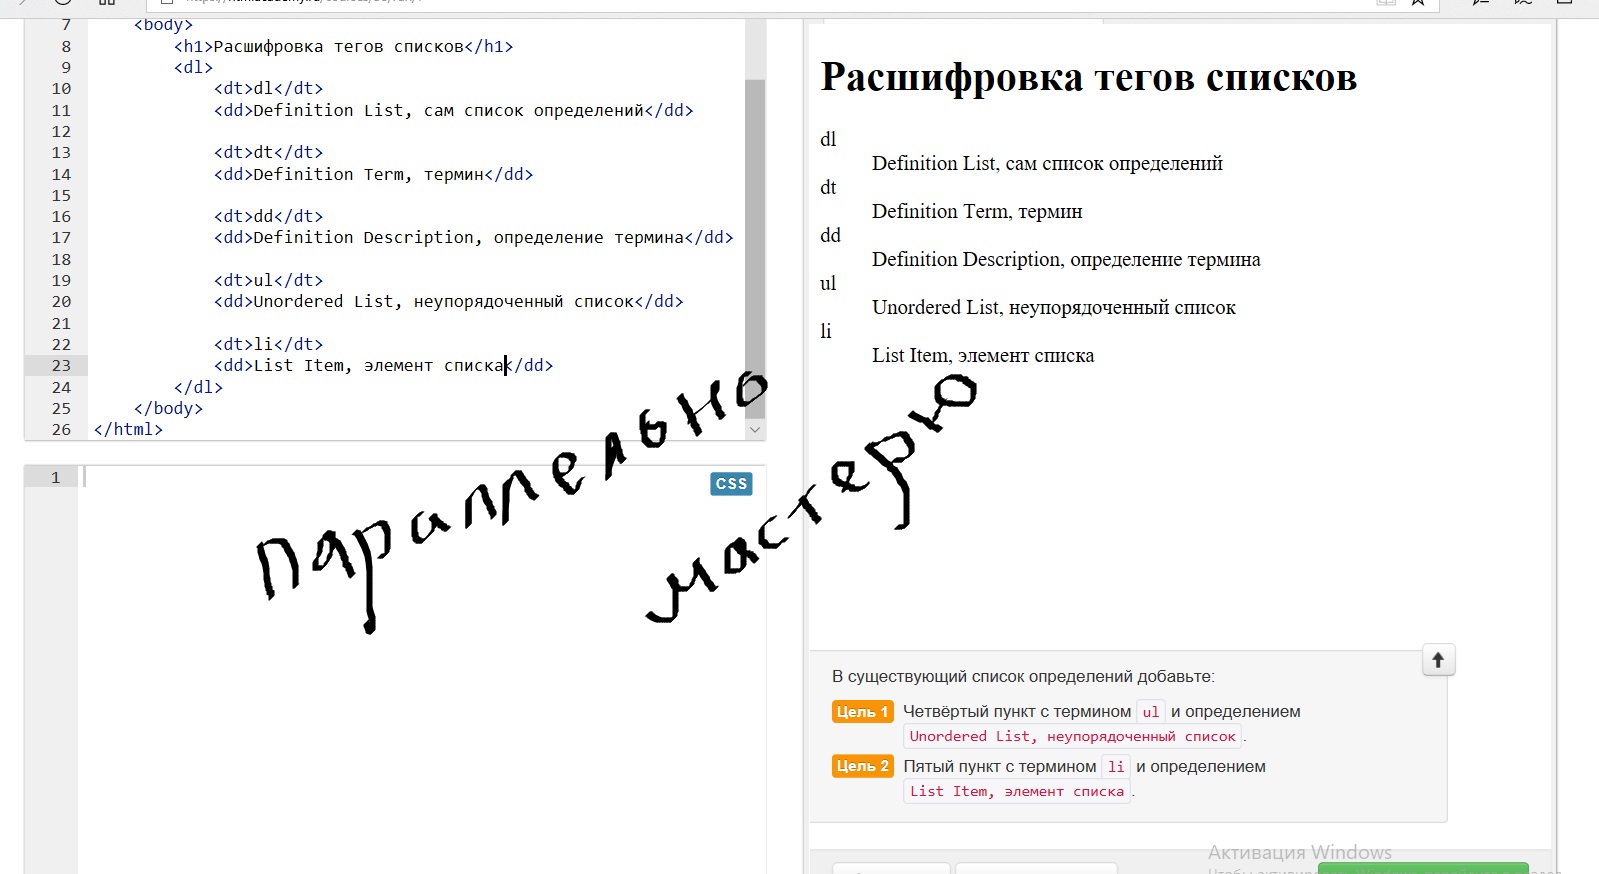 7 <body>
8 <h1>Расшифровка тегов списков</h1>
9 <dl>
10 <dt>dl</dt>
11 <dd>Definition List, сам список определений</dd>
12
13 <dt>dt</dt>
14 <dd>Definition Term, термин</dd>
15
16 <dt>dd</dt>
17 <dd>Definition Description, определение термина</dd>
18
19 <dt>ul</dt>
20 <dd>Unordered List, неупорядоченный список</dd>
21
22 <dt>li</dt>
23 <dd>List Item, элемент списка</dd>
24 </dl>
25 </body>
26 </html>
1
CSS
Параллельно
мастерю
Расшифровка тегов списков
dl
Definition List, сам список определений
dt
Definition Term, термин
dd
Definition Description, определение термина
ul
Unordered List, неупорядоченный список
li
List Item, элемент списка
В существующий список определений добавьте:
Цель 1 Четвёртый пункт с термином ul и определением
Unordered List, неупорядоченный список.
Цель 2 Пятый пункт с термином li и определением
List Item, элемент списка.
Активация Windows